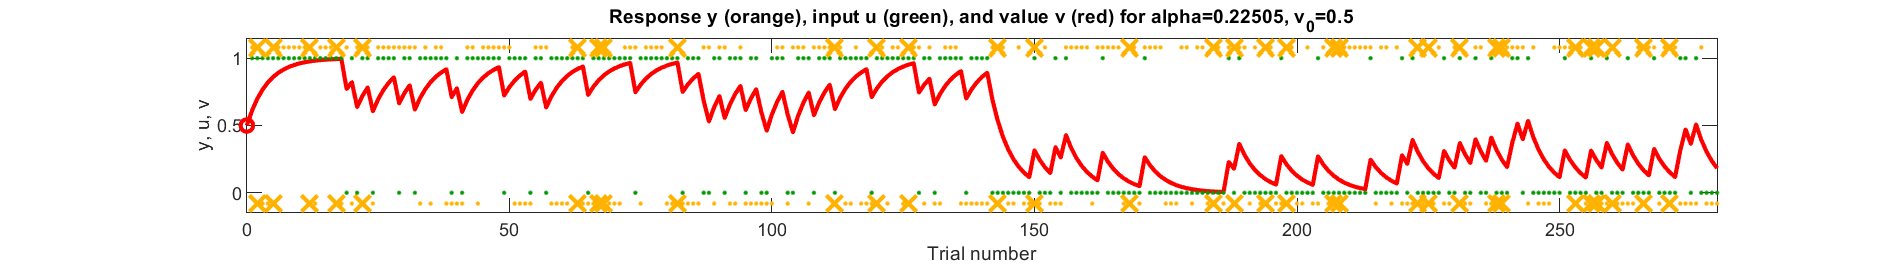 Response y (orange), input u (green), and value v (red) for alpha=0.22505, v0=0.5
y, u, v
1
0.5
0
0 50 100 150 200 250
Trial number